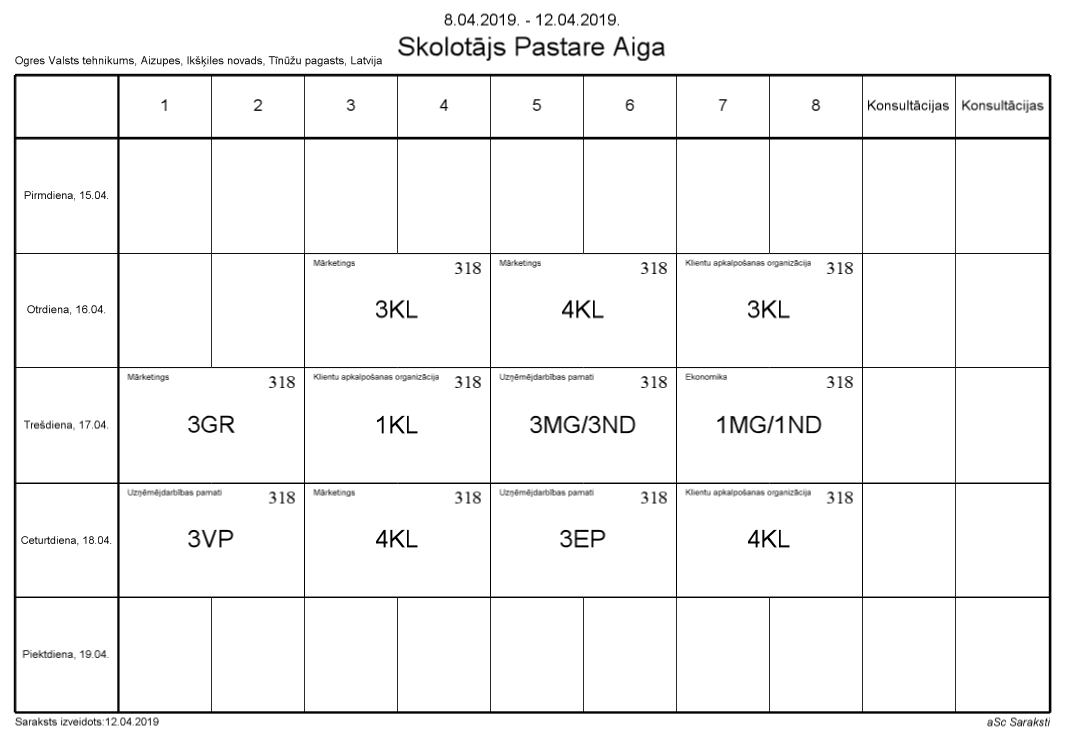 8.04.2019. - 12.04.2019.
Skolotājs Pastare Aiga
Ogres Valsts tehnikums, Aizupes, Ikšķiles novads, Tīnūžu pagasts, Latvija
1 2 3 4 5 6 7 8 Konsultācijas Konsultācijas
Pirmdiena, 15.04.
Mārketings 318 Mārketings 318 Klientu apkalpošanas organizācija 318
Otrdiena, 16.04. 3KL 4KL 3KL
Mārketings 318 Klientu apkalpošanas organizācija 318 Uzņēmējdarbības pamati 318 Ekonomika 318
Trešdiena, 17.04. 3GR 1KL 3MG/3ND 1MG/1ND
Uzņēmējdarbības pamati 318 Mārketings 318 Uzņēmējdarbības pamati 318 Klientu apkalpošanas organizācija 318
Ceturtdiena, 18.04. 3VP 4KL 3EP 4KL
Piektdiena, 19.04.
Saraksts izveidots:12.04.2019 aSc Saraksti